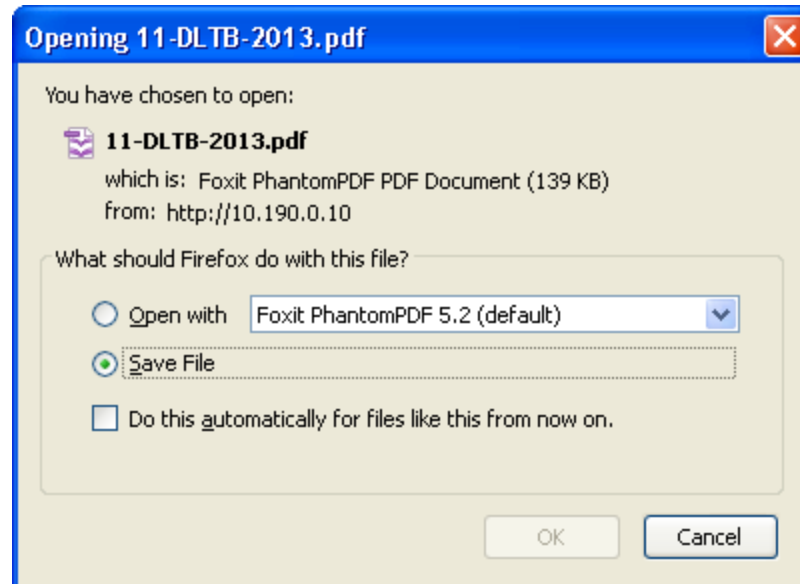 Opening 11-DLTB-2013.pdf
You have chosen to open:
11-DLTB-2013.pdf
which is: Foxit PhantomPDF PDF Document (139 KB)
from: http://10.190.0.10
What should Firefox do with this file?
Open with Foxit PhantomPDF 5.2 (default)
Save File
Do this automatically for files like this from now on.
OK Cancel